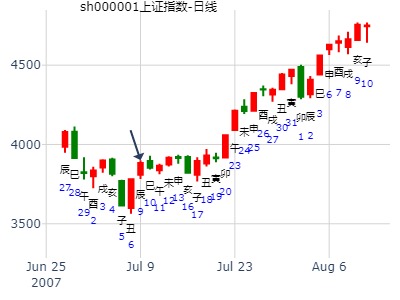 sh000001上证指数-日线
4500
4000
3500
辰
27
巳
28
午
29
酉
2
戌
3
亥
4
子
5
丑
6
辰
9
巳
10
午
11
未
12
申
13
亥
16
子
17
丑
18
寅
19
卯
20
午
23
未
24
申
25
酉
26
戌
27
丑
30
寅
31
卯
1
辰
2
巳
3
申
6
酉
7
戌
8
亥
9
子
10
Jun 25
2007
Jul 9
Jul 23
Aug 6